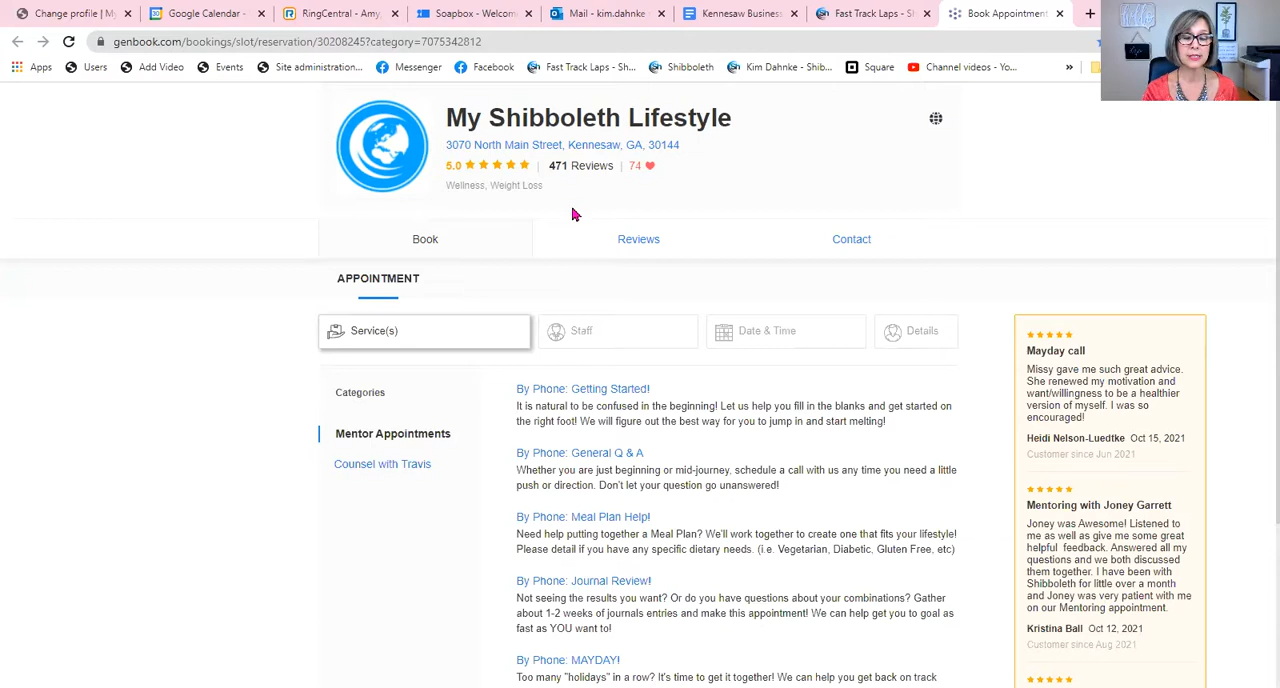 Change profile | M
Google Calendar -
RingCentral - Amy,
Soapbox - Welcom
Mail - kim.dahnke
Kennesaw Business
Fast Track Laps - Sh
Book Appointment
genbook.com/bookings/slot/reservation/30208245?category=7075342812
Apps
Users
Add Video
Events
Site administration...
Messenger
Fast Track Laps - Sh...
Shibboleth
Kim Dahnke - Shib...
Square
Channel videos - Yo...
»
hello
My Shibboleth Lifestyle
3070 North Main Street, Kennesaw, GA, 30144
5.0 | 471 Reviews | 74
Wellness, Weight Loss
Book
Reviews
Contact
APPOINTMENT
Service(s)
Staff
Date & Time
Details
Categories
Mentor Appointments
Counsel with Travis
By Phone: Getting Started!
It is natural to be confused in the beginning! Let us help you fill in the blanks and get started on
the right foot! We will figure out the best way for you to jump in and start melting!
By Phone: General Q & A
Whether you are just beginning or mid-journey, schedule a call with us any time you need a little
push or direction. Don't let your question go unanswered!
By Phone: Meal Plan Help!
Need help putting together a Meal Plan? We'll work together to create one that fits your lifestyle!
Please detail if you have any specific dietary needs. (i.e. Vegetarian, Diabetic, Gluten Free, etc)
By Phone: Journal Review!
Not seeing the results you want? Or do you have questions about your combinations? Gather
about 1-2 weeks of journals entries and make this appointment! We can help get you to goal as
fast as YOU want to!
By Phone: MAYDAY!
Too many "holidays" in a row? It's time to get it together! We can help you get back on track
Mayday call
Missy gave me such great advice.
She renewed my motivation and
want/willingness to be a healthier
version of myself. I was so
encouraged!
Heidi Nelson-Luedtke Oct 15, 2021
Customer since Jun 2021
Mentoring with Joney Garrett
Joney was Awesome! Listened to
me as well as give me some great
helpful feedback. Answered all my
questions and we both discussed
them together. I have been with
Shibboleth for little over a month
and Joney was very patient with me
on our Mentoring appointment.
Kristina Ball Oct 12, 2021
Customer since Aug 2021